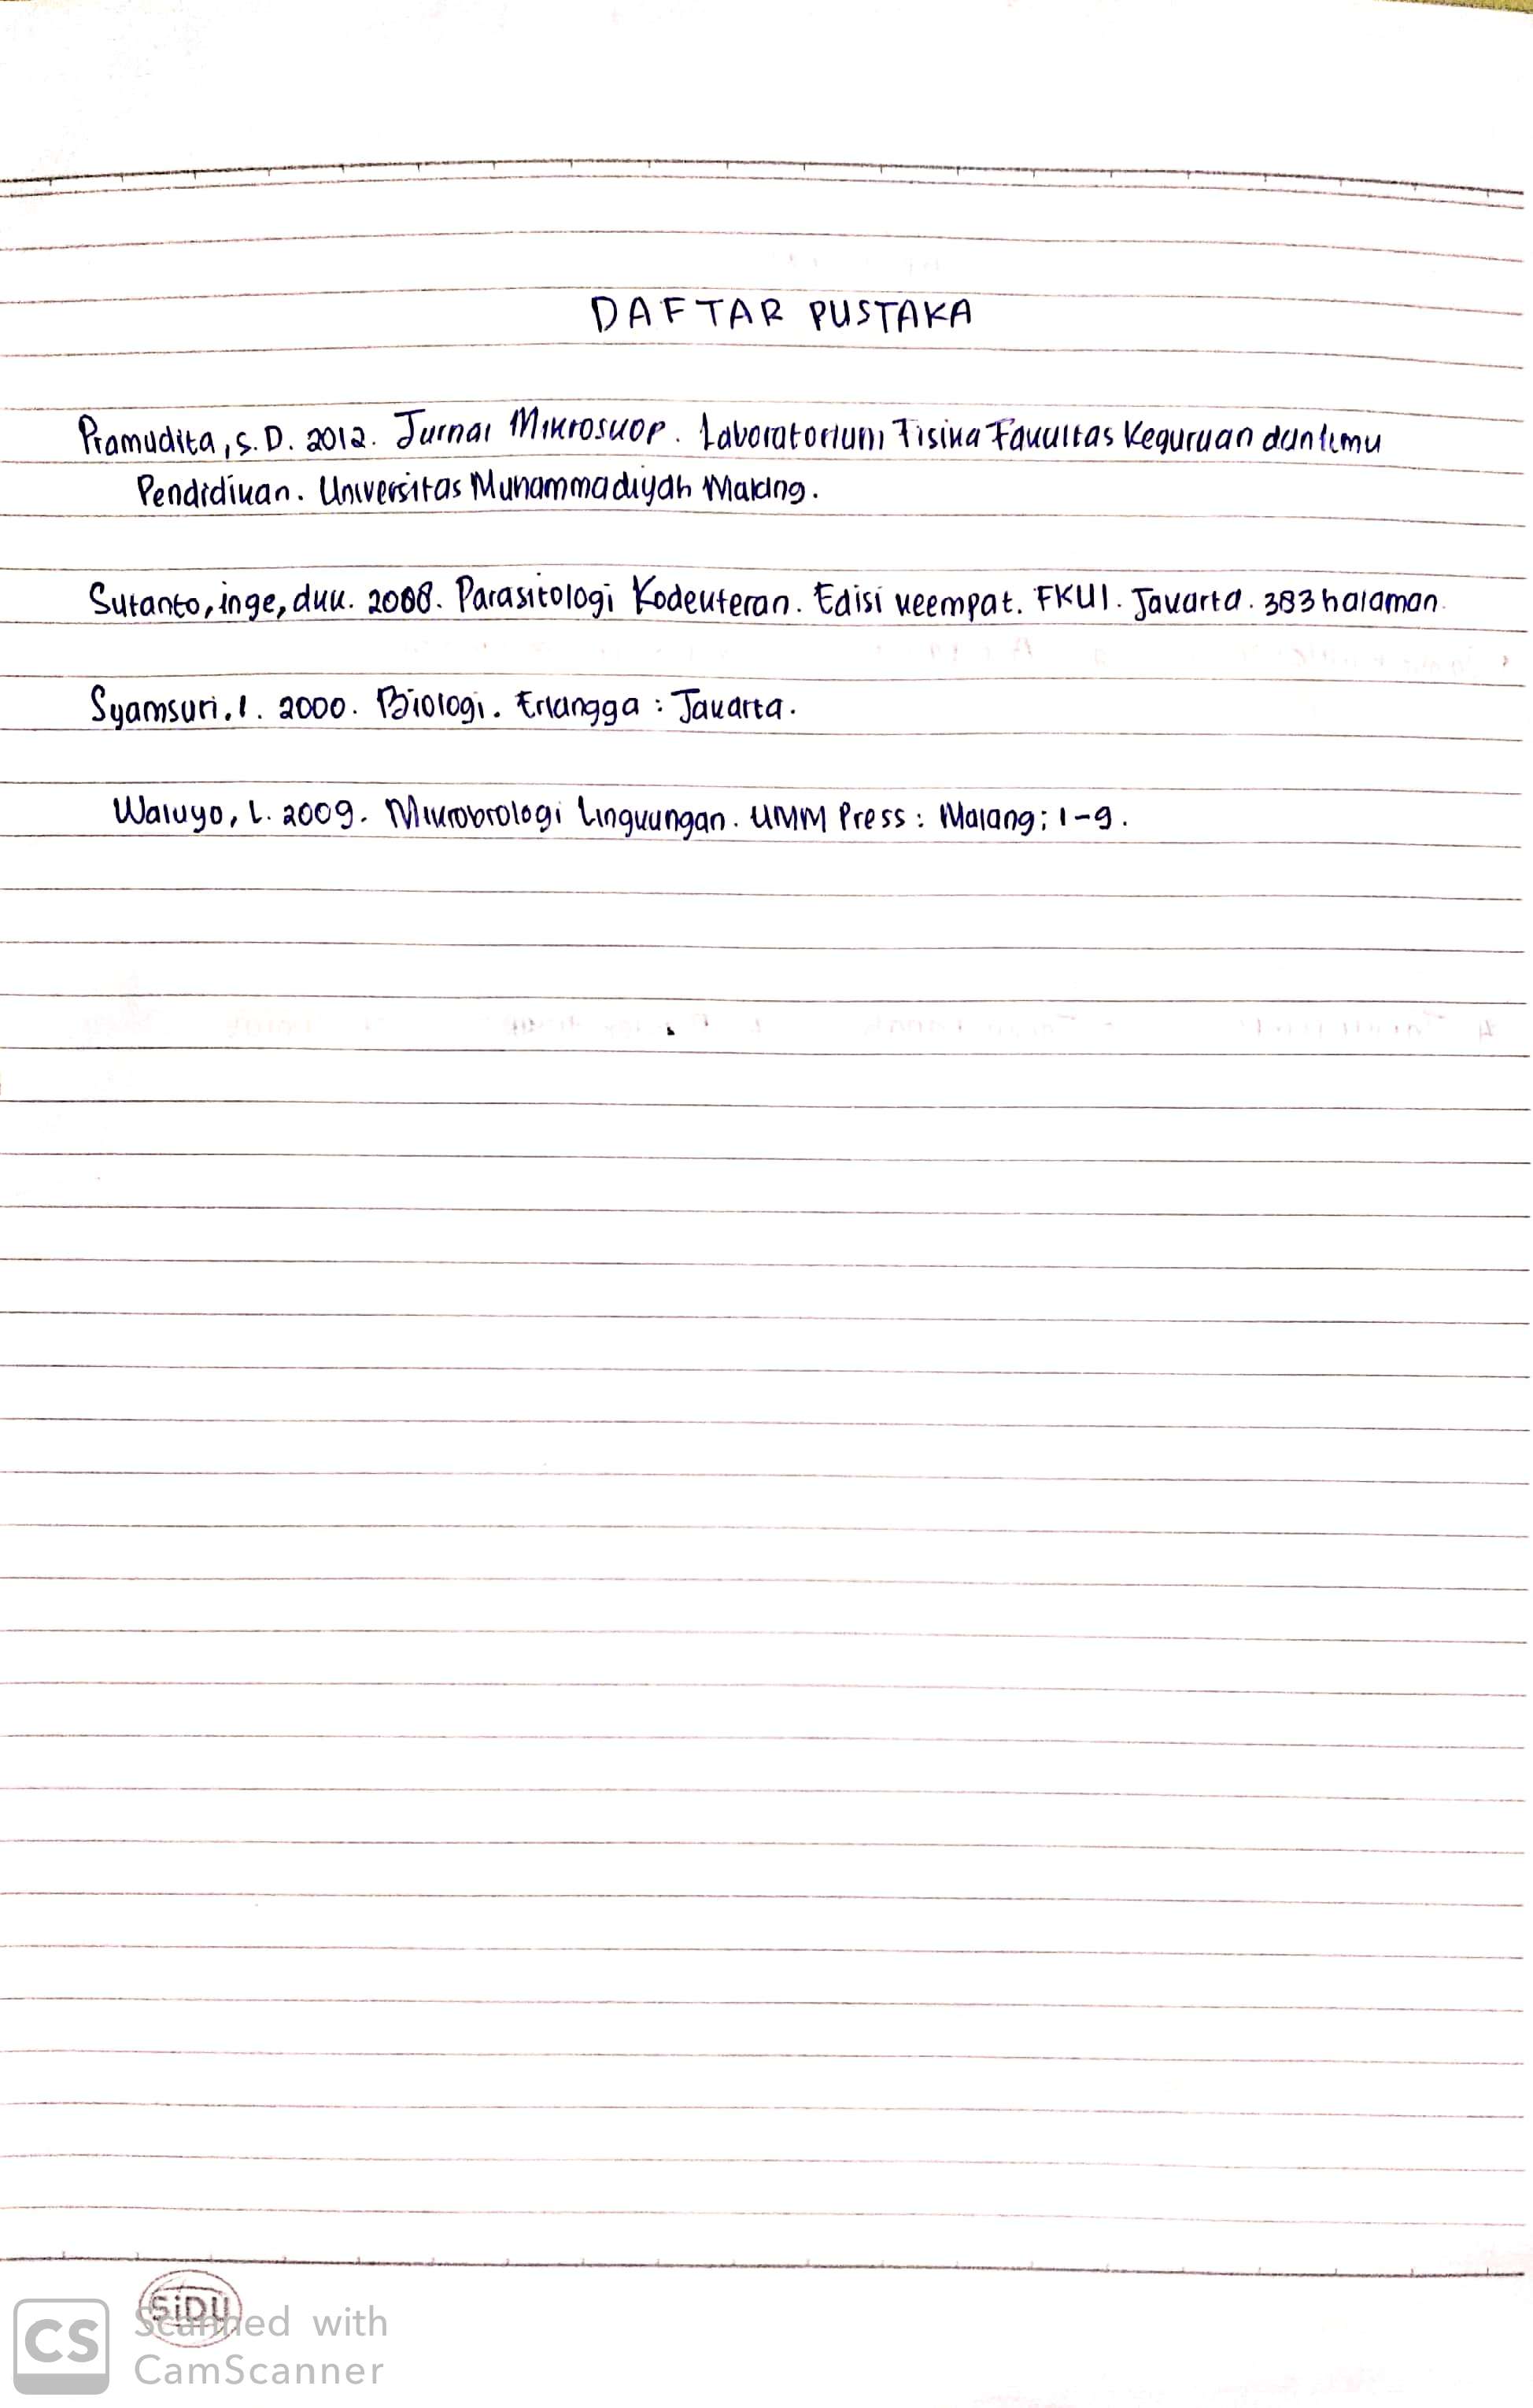 DAFTAR PUSTAKA
Pramudita, S. D. 2012. Jurnal Mikroskop. Laboratorium Fisika Fakultas Keguruan dan Ilmu
Pendidikan. Universitas Muhammadiyah Malang.
Sutanto, inge, dkk. 2008. Parasitologi Kodekteran. Edisi keempat. FKUI. Jakarta. 383 halaman.
Syamsuri. I. 2000. Biologi. Erlangga : Jakarta.
Waluyo, L. 2009. Mikrobiologi Lingkungan. UMM Press : Malang; 1-9.
SiDU
CS
Scanned with
CamScanner